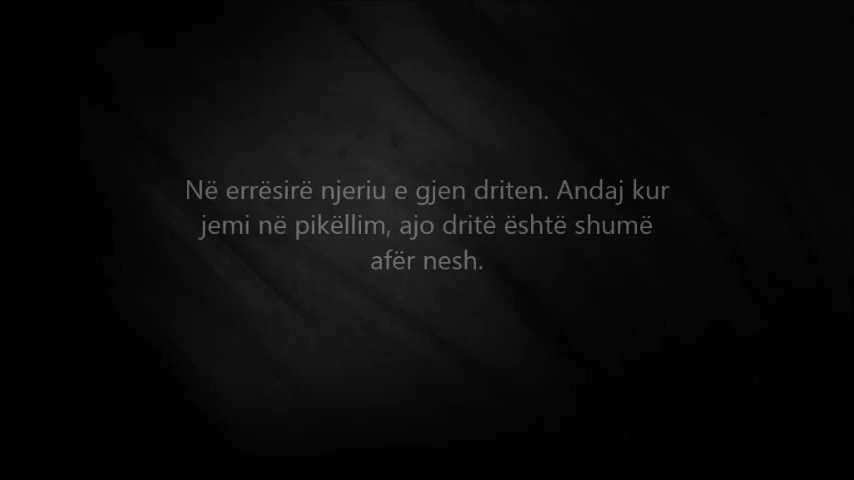 Në errësirë njeriu e gjen driten. Andaj kur
jemi në pikëllim, ajo dritë është shumë
afër nesh.